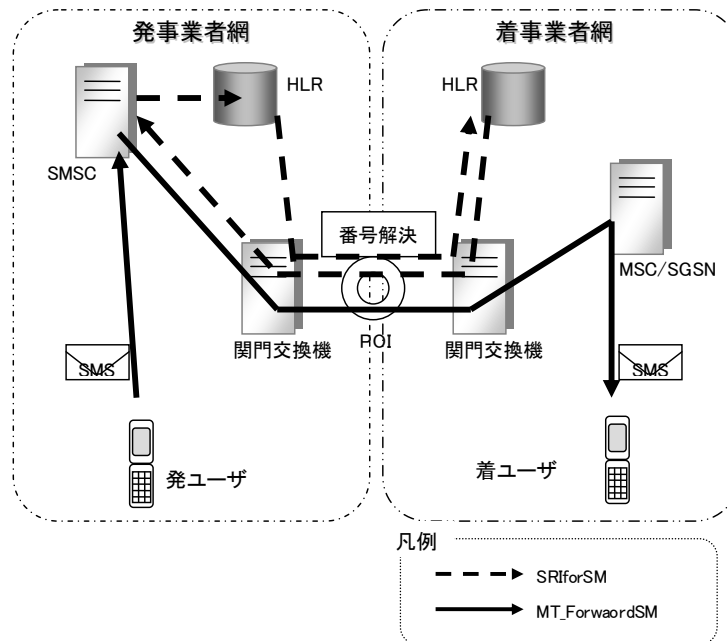 発事業者網
着事業者網
HLR
HLR
SMSC
番号解決
MSC/SGSN
関門交換機
POI
関門交換機
SMS
SMS
発ユーザ
着ユーザ
凡例
SRIforSM
MT_ForwaordSM